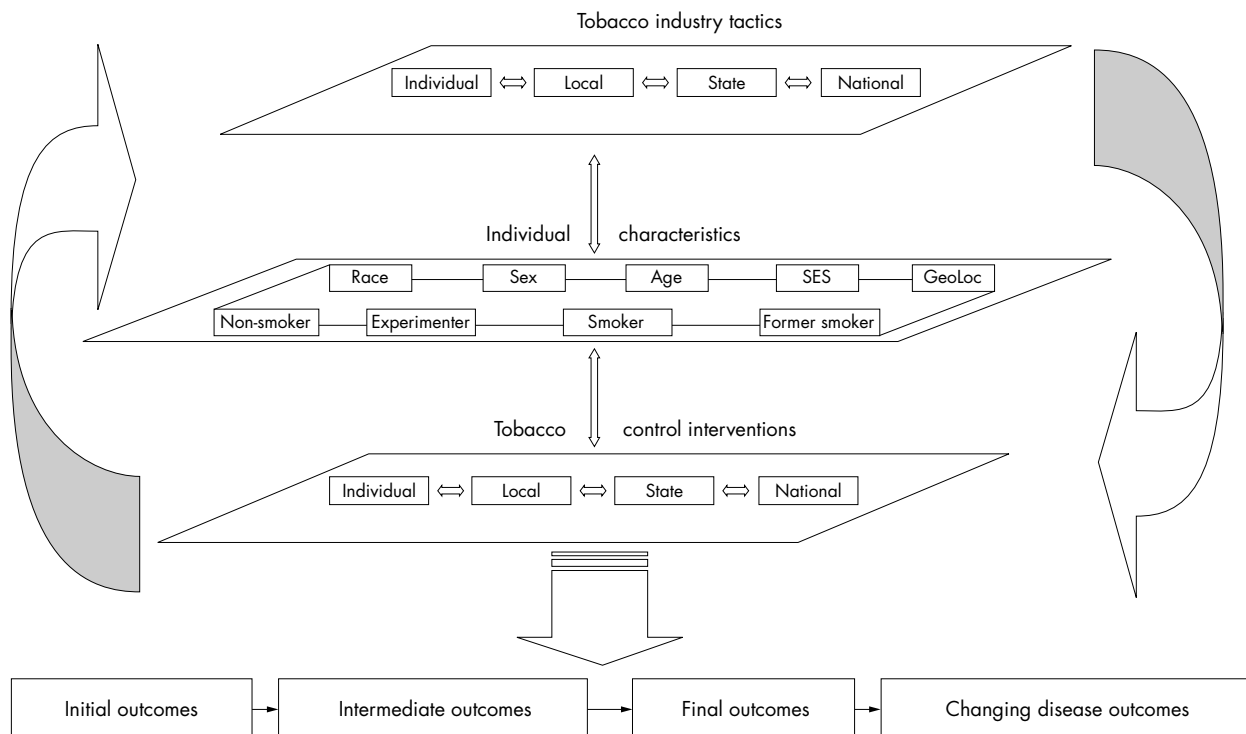 Tobacco industry tactics
Individual Local State National
Individual characteristics
Race Sex Age SES GeoLoc
Non-smoker Experimenter Smoker Former smoker
Tobacco control interventions
Individual Local State National
Initial outcomes Intermediate outcomes Final outcomes Changing disease outcomes